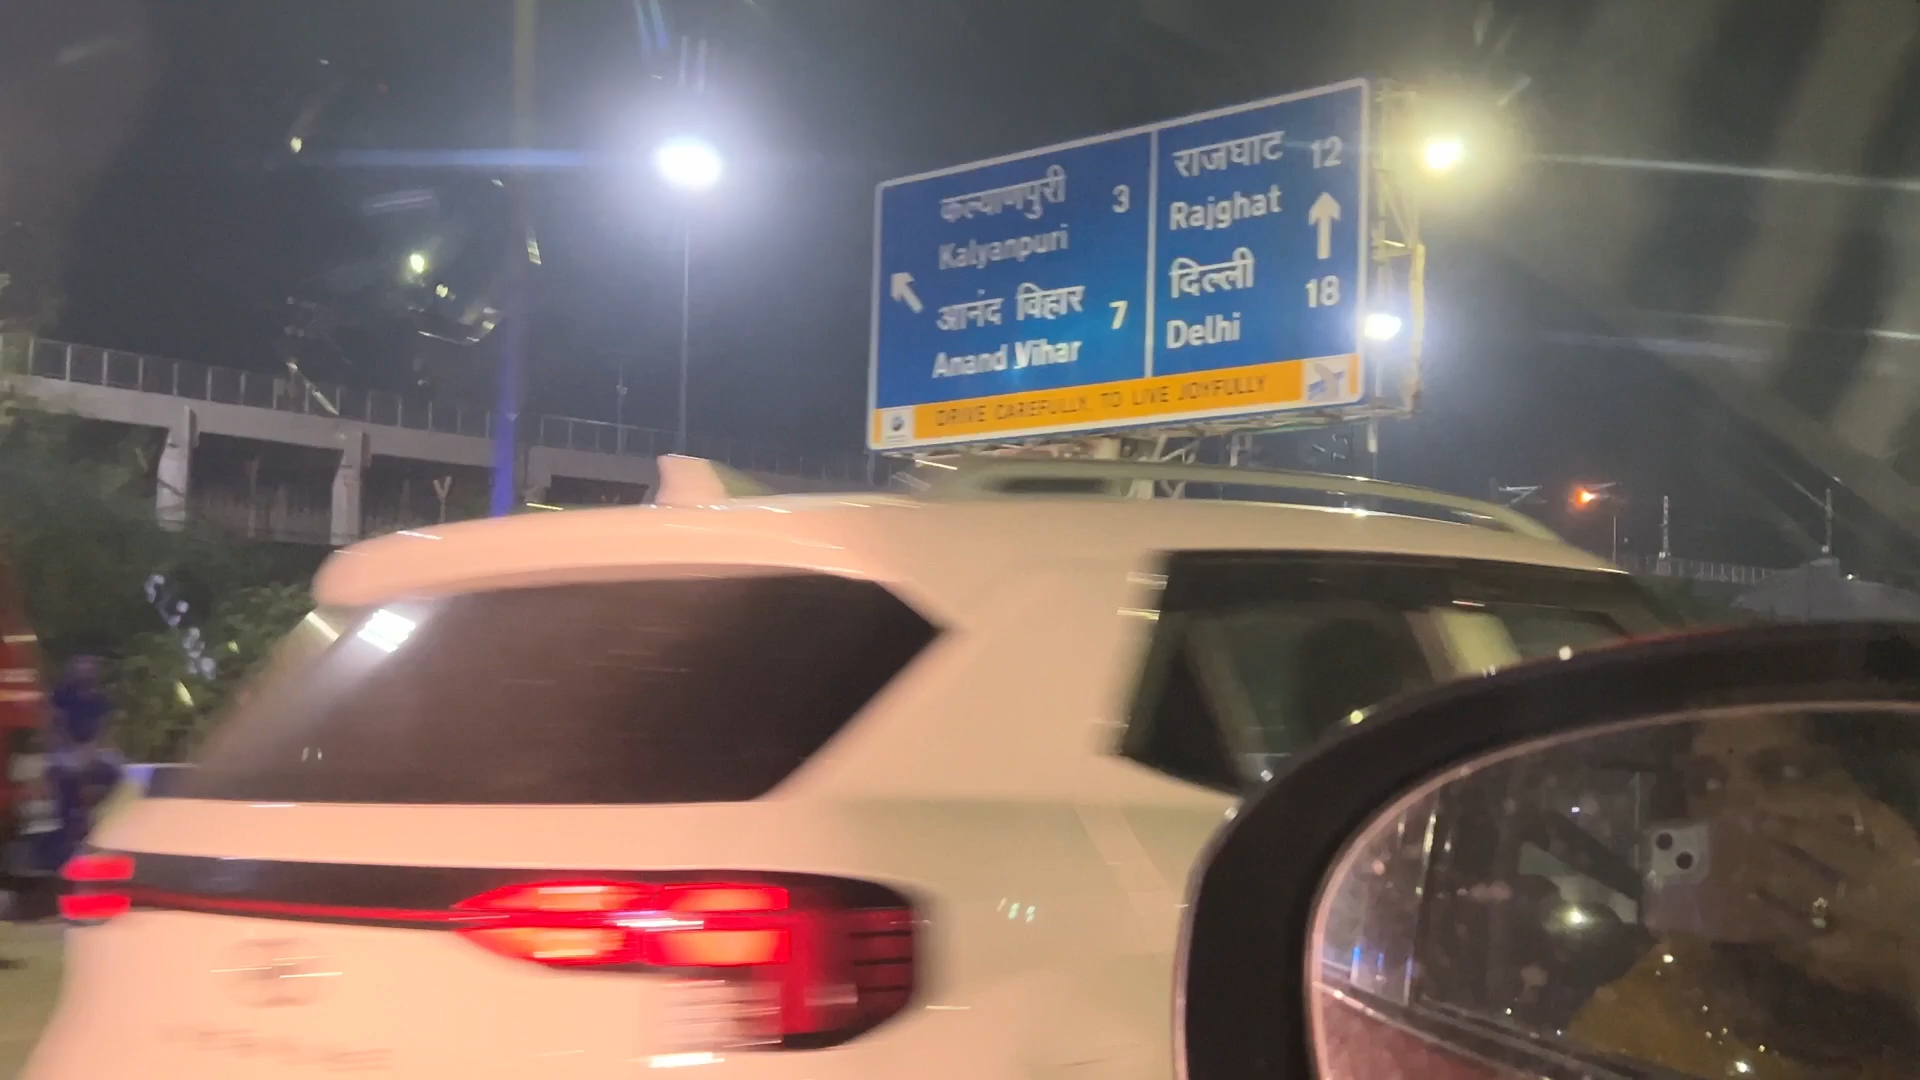 कल्याणपुरी 3
Kalyanpuri
आनंद विहार 7
Anand Vihar
राजघाट 12
Rajghat
दिल्ली 18
Delhi
DRIVE CAREFULLY, TO LIVE JOYFULLY